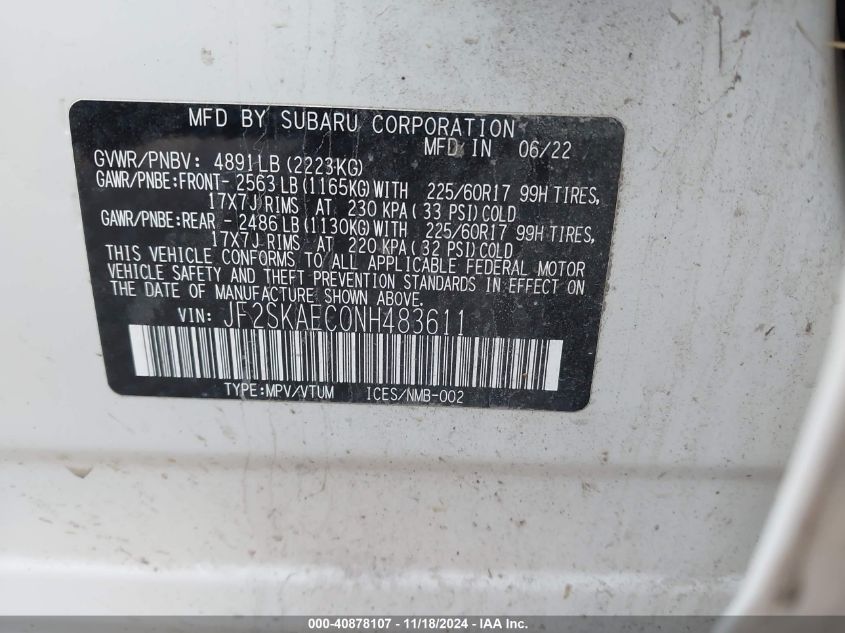 MFD BY SUBARU CORPORATION
MFD IN 06/22
GVWR/PNBV: 4891LB (2223KG)
GAWR/PNBE:FRONT- 2563 LB (1165KG) WITH 225/60R17 99H TIRES,
17X7J RIMS AT 230 KPA (33 PSI) COLD
GAWR/PNBE:REAR - 2486 LB (1130KG) WITH 225/60R17 99H TIRES,
17X7J RIMS AT 220 KPA (32 PSI) COLD
THIS VEHICLE CONFORMS TO ALL APPLICABLE FEDERAL MOTOR
VEHICLE SAFETY AND THEFT PREVENTION STANDARDS IN EFFECT ON
THE DATE OF MANUFACTURE SHOWN ABOVE.
VIN: JF2SKAEC0NH483611
TYPE:MPV/VTUM ICES/NMB-002
000-40878107 - 11/18/2024 - IAA Inc.